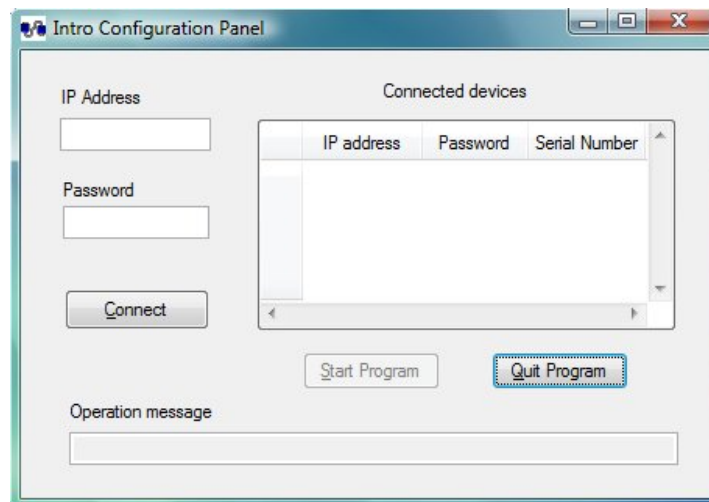 Intro Configuration Panel
IP Address
Connected devices
IP address Password Serial Number
Password
Connect
Start Program Quit Program
Operation message